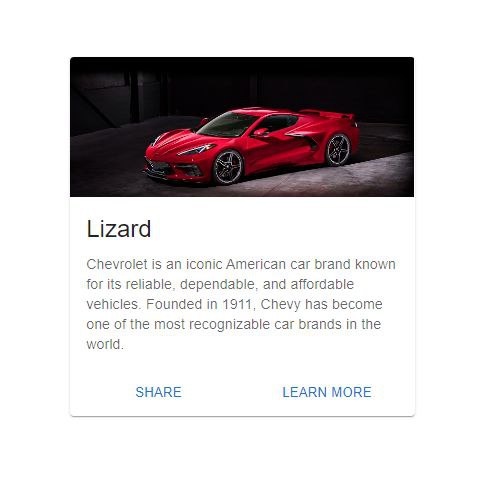 Lizard
Chevrolet is an iconic American car brand known
for its reliable, dependable, and affordable
vehicles. Founded in 1911, Chevy has become
one of the most recognizable car brands in the
world.
SHARE LEARN MORE